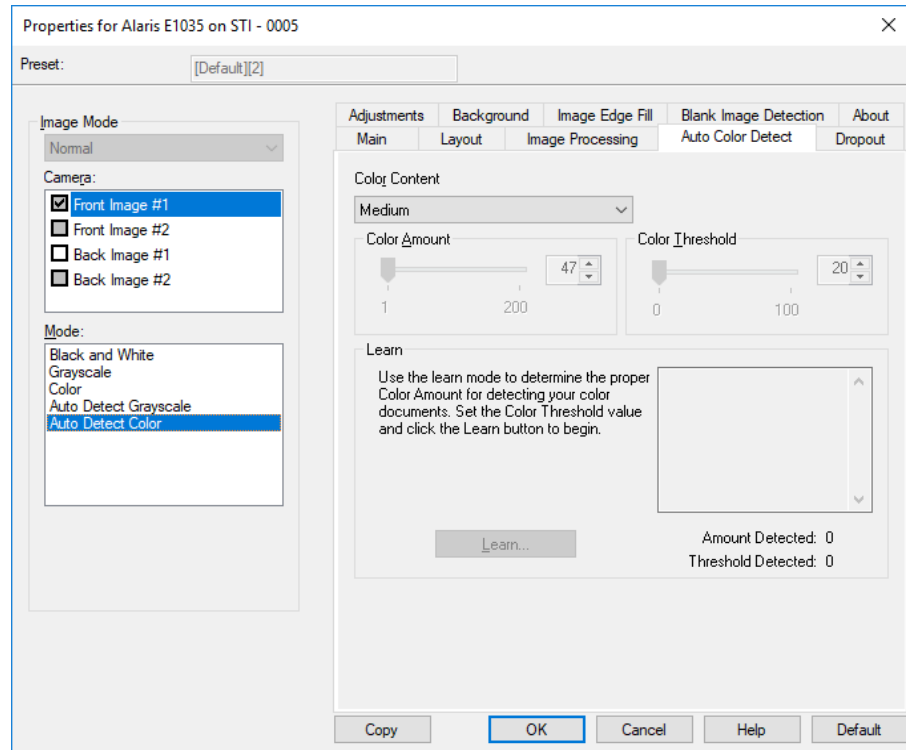 Properties for Alaris E1035 on STI - 0005
Preset:
[Default][2]
Image Mode
Normal
Camera:
Front Image #1
Front Image #2
Back Image #1
Back Image #2
Mode:
Black and White
Grayscale
Color
Auto Detect Grayscale
Auto Detect Color
Adjustments Background Image Edge Fill Blank Image Detection About
Main Layout Image Processing Auto Color Detect Dropout
Color Content
Medium
Color Amount
47
1 200
Color Threshold
20
0 100
Learn
Use the learn mode to determine the proper
Color Amount for detecting your color
documents. Set the Color Threshold value
and click the Learn button to begin.
Learn...
Amount Detected: 0
Threshold Detected: 0
Copy OK Cancel Help Default